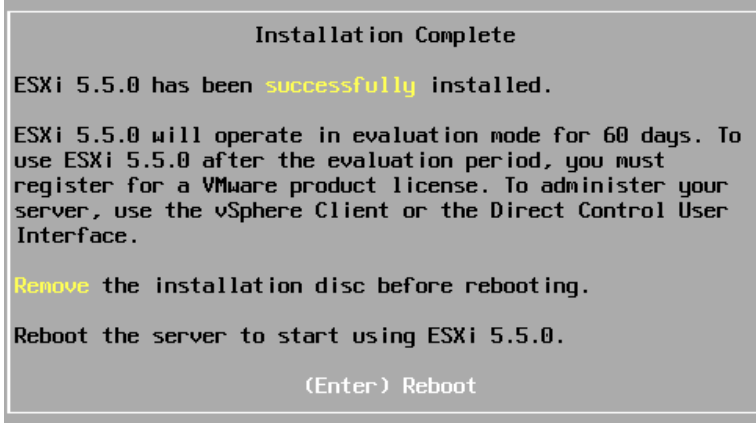 Installation Complete
ESXi 5.5.0 has been successfully installed.
ESXi 5.5.0 will operate in evaluation mode for 60 days. To
use ESXi 5.5.0 after the evaluation period, you must
register for a VMware product license. To administer your
server, use the vSphere Client or the Direct Control User
Interface.
Remove the installation disc before rebooting.
Reboot the server to start using ESXi 5.5.0.
(Enter) Reboot